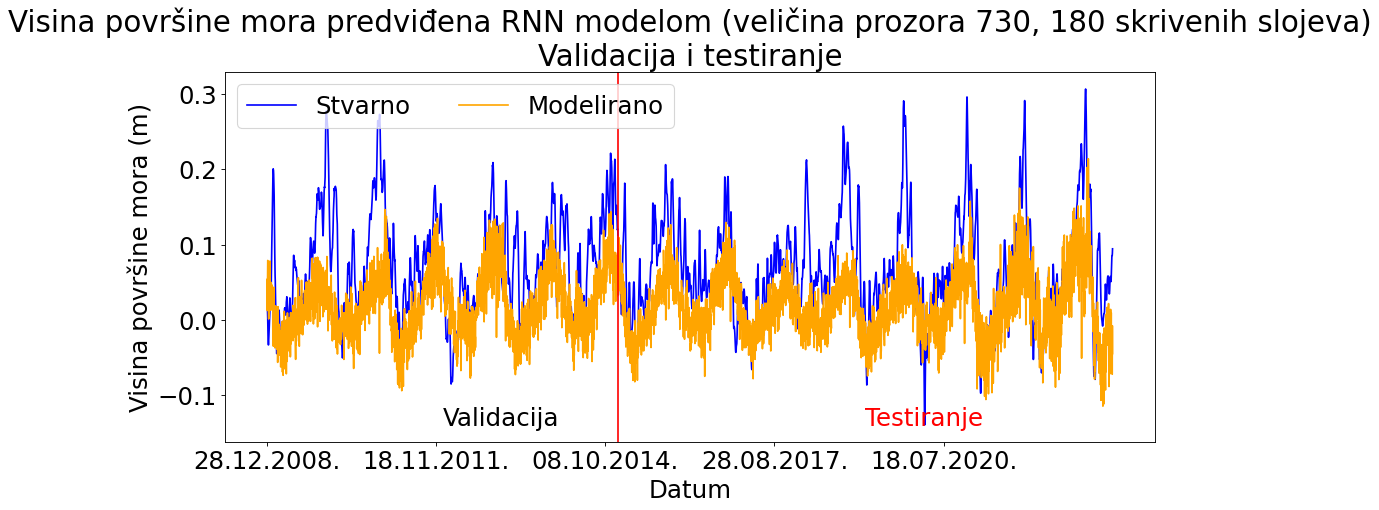 Visina površine mora predviđena RNN modelom (veličina prozora 730, 180 skrivenih slojeva)
Validacija i testiranje
Stvarno
Modelirano
Visina površine mora (m)
0.3
0.2
0.1
0.0
−0.1
Validacija
Testiranje
28.12.2008.
18.11.2011.
08.10.2014.
28.08.2017.
18.07.2020.
Datum